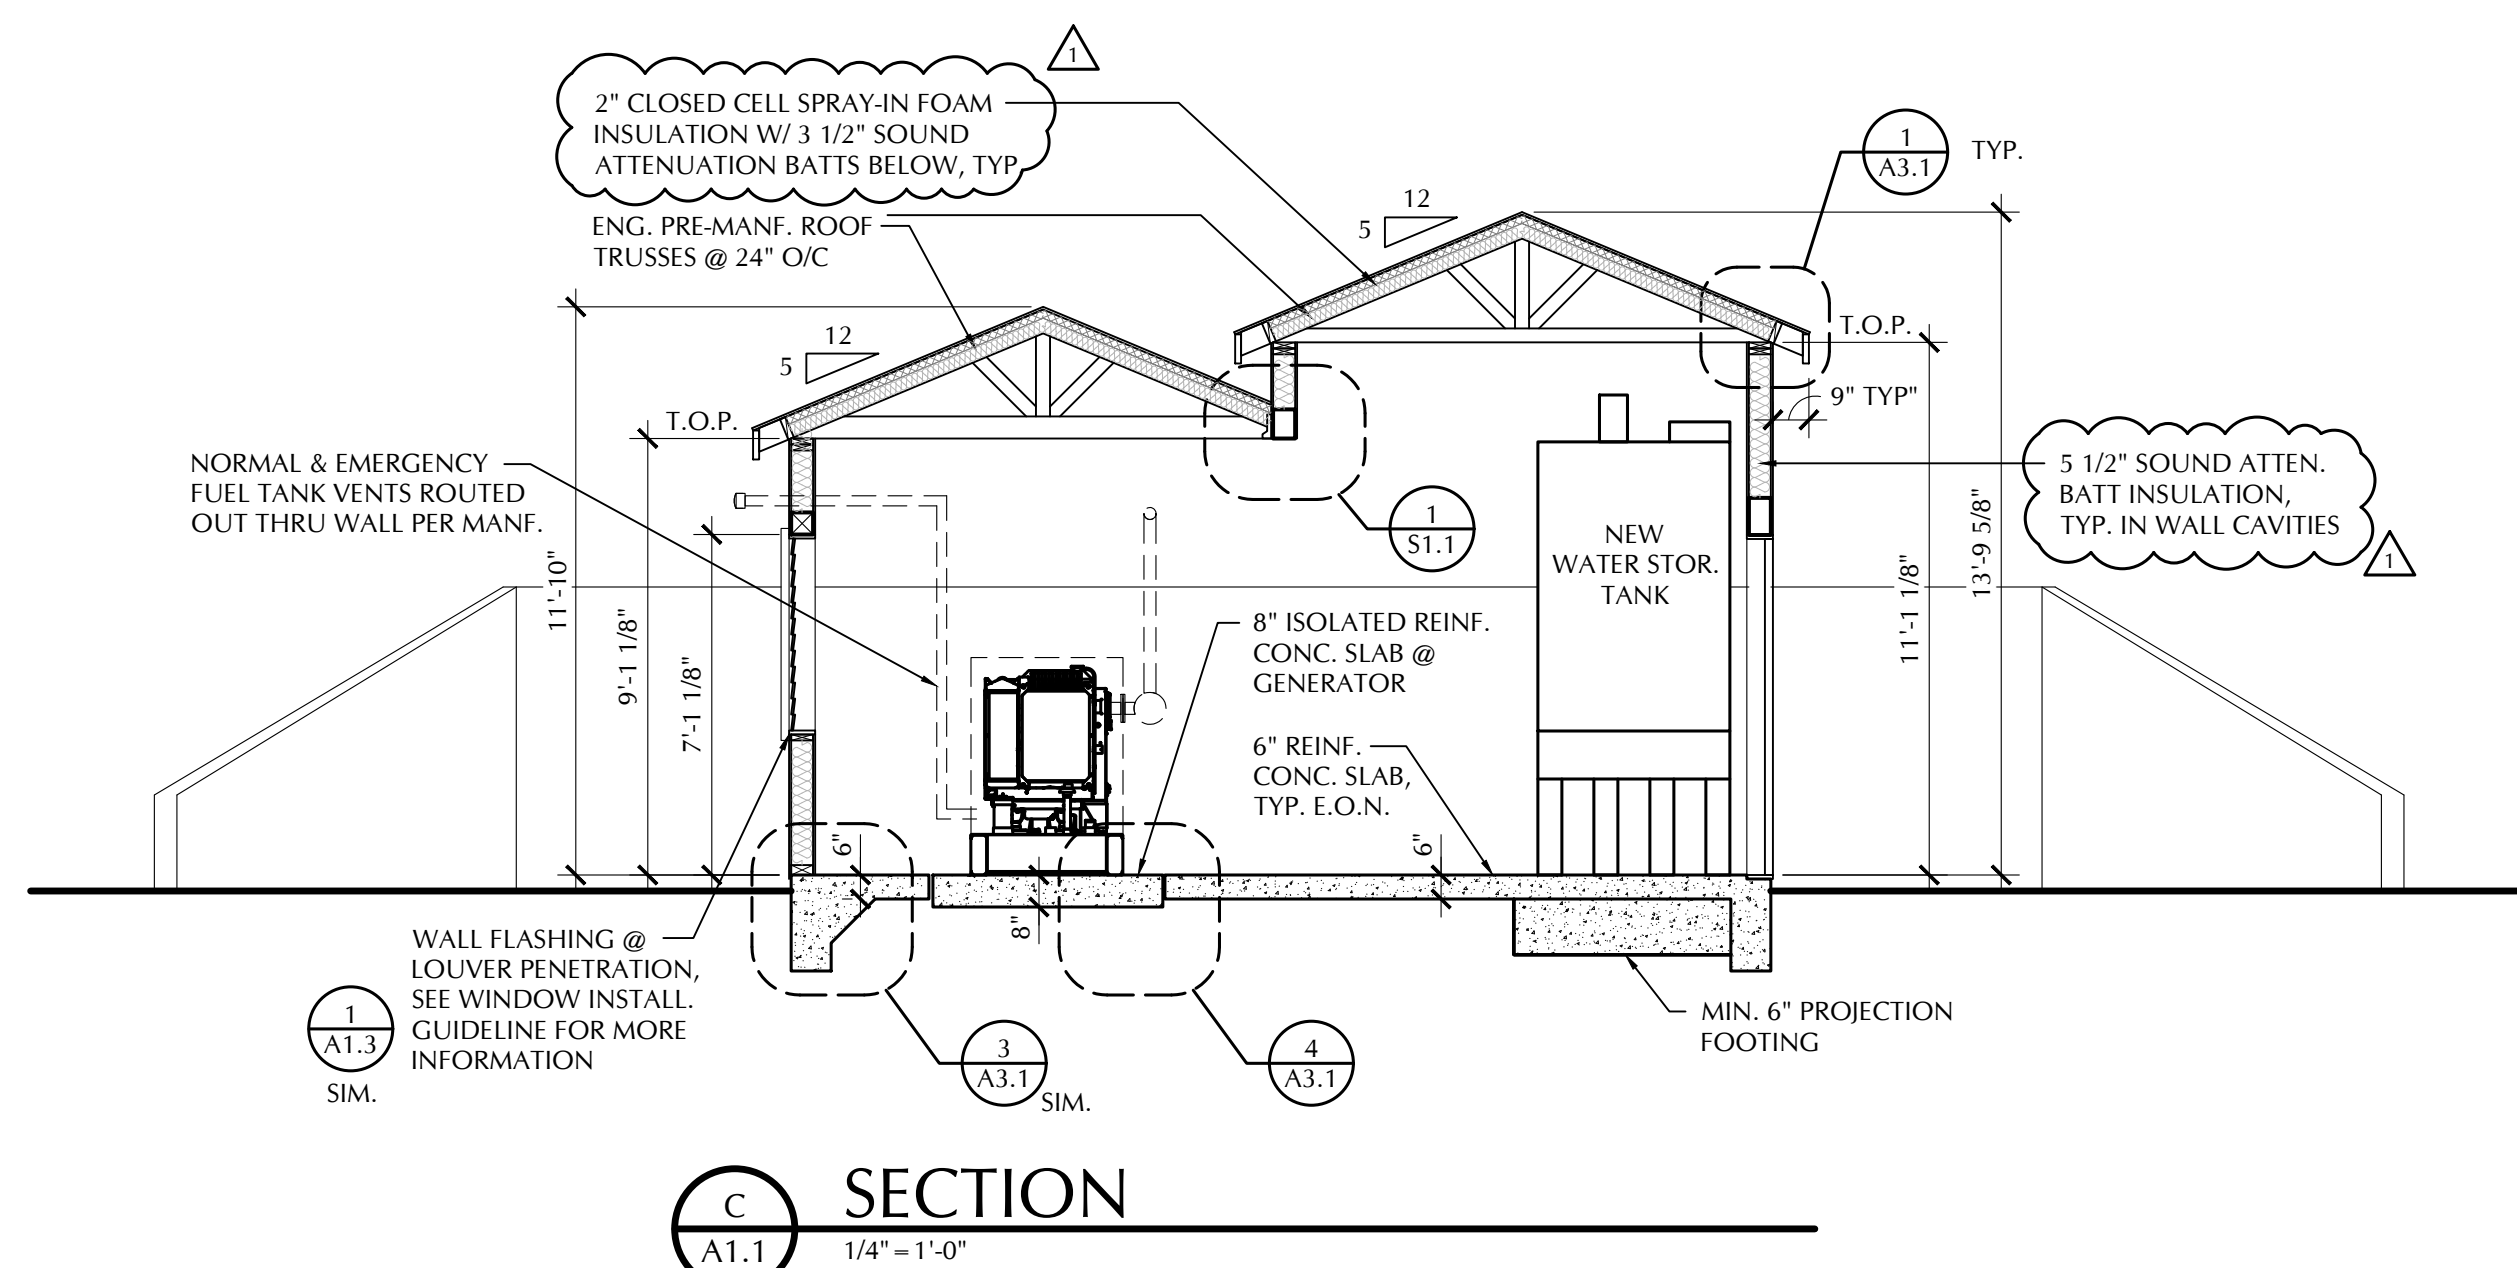 1
2" CLOSED CELL SPRAY-IN FOAM
INSULATION W/ 3 1/2" SOUND
ATTENUATION BATTS BELOW, TYP
1
A3.1
TYP.
ENG. PRE-MANF. ROOF
TRUSSES @ 24" O/C
12
5
12
5
T.O.P.
T.O.P.
9" TYP"
NORMAL & EMERGENCY
FUEL TANK VENTS ROUTED
OUT THRU WALL PER MANF.
5 1/2" SOUND ATTEN.
BATT INSULATION,
TYP. IN WALL CAVITIES
1
1
S1.1
NEW
WATER STOR.
TANK
11'-10"
9'-1 1/8"
7'-1 1/8"
11'-1 1/8"
13'-9 5/8"
8" ISOLATED REINF.
CONC. SLAB @
GENERATOR
6" REINF.
CONC. SLAB,
TYP. E.O.N.
6"
6"
8"
WALL FLASHING @
LOUVER PENETRATION,
SEE WINDOW INSTALL.
GUIDELINE FOR MORE
INFORMATION
1
A1.3
SIM.
3
A3.1
SIM.
4
A3.1
MIN. 6" PROJECTION
FOOTING
C
A1.1
SECTION
1/4" = 1'-0"